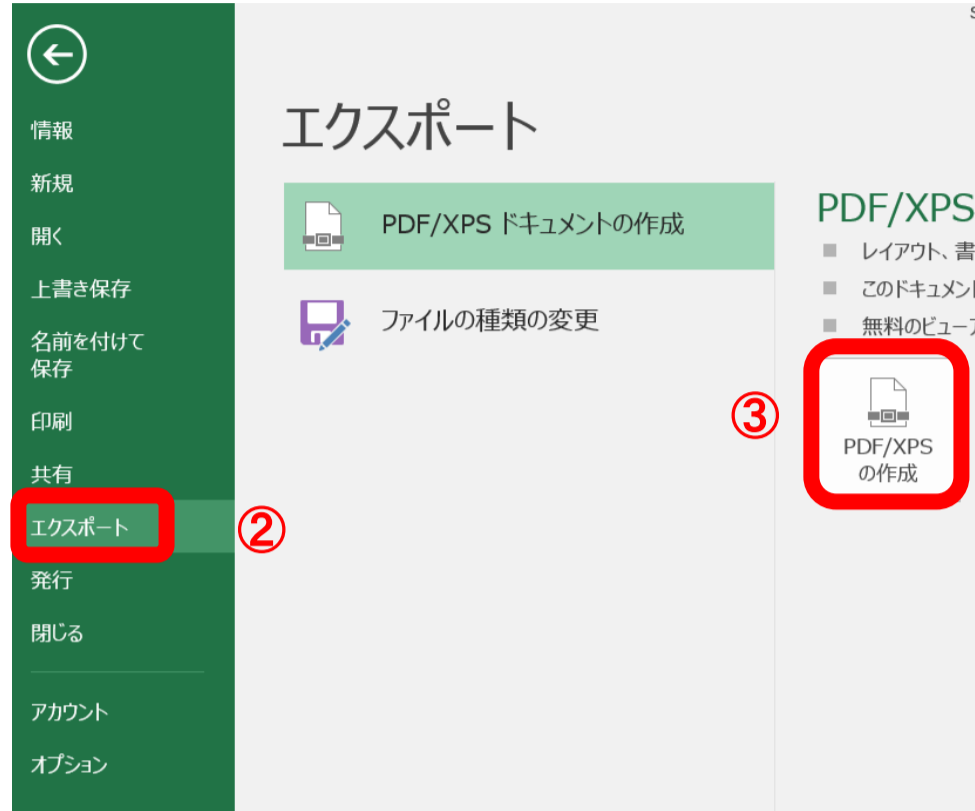 情報
新規
開く
上書き保存
名前を付けて
保存
印刷
共有
エクスポート
発行
閉じる
アカウント
オプション
②
エクスポート
PDF/XPS ドキュメントの作成
ファイルの種類の変更
PDF/XPS
レイアウト、書
このドキュメント
無料のビューア
③
PDF/XPS
の作成